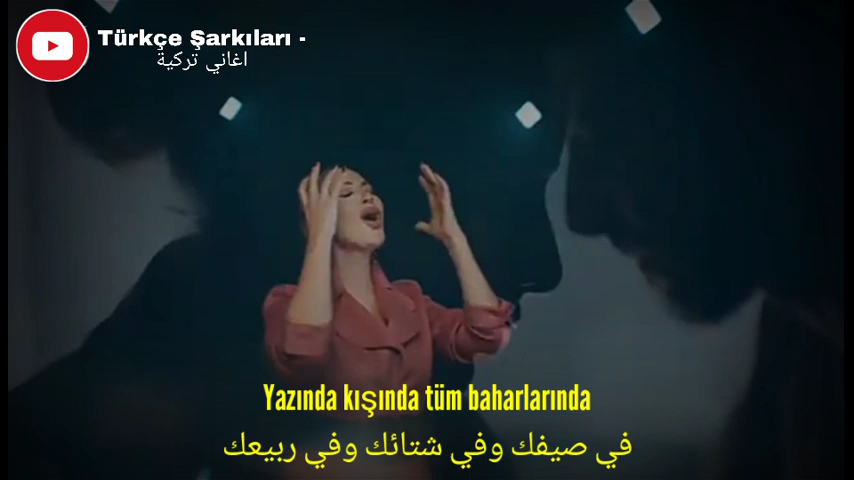 Türkçe Şarkıları -
اغاني تركية
Yazında kışında tüm baharlarında
في صيفك وفي شتائك وفي ربيعك